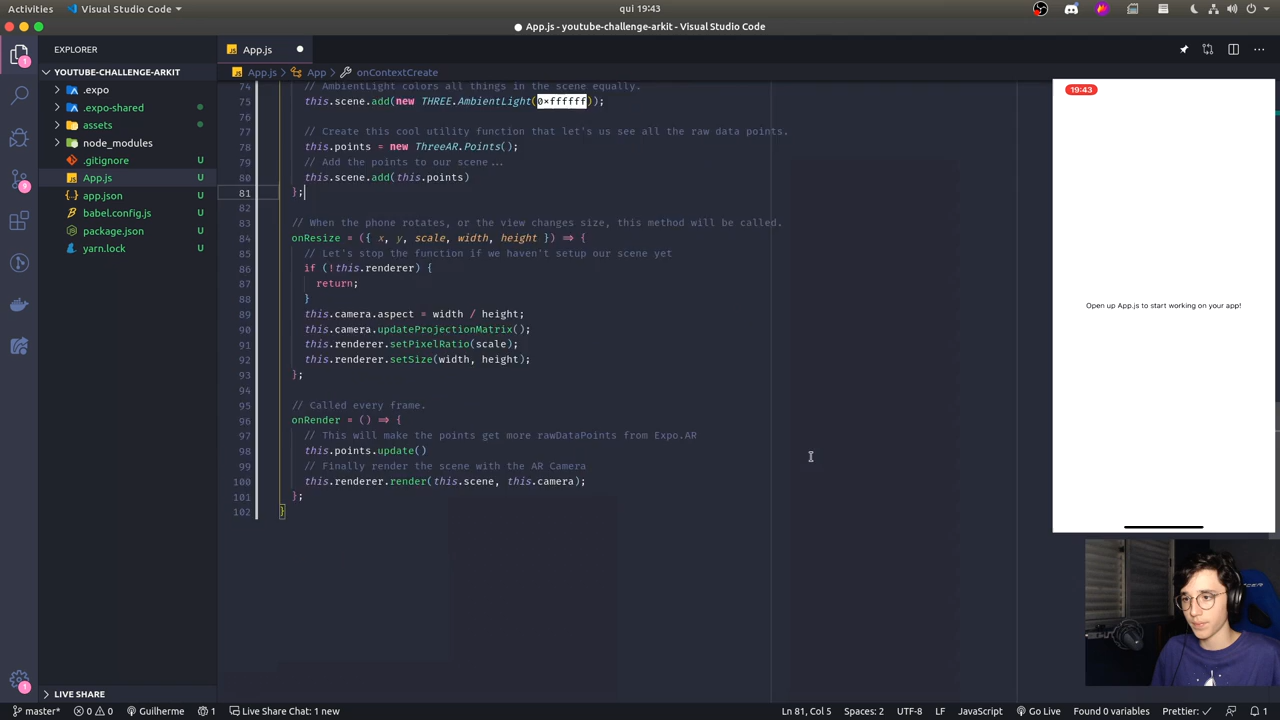 qui 19:43
Visual Studio Code
App.js - youtube-challenge-arkit - Visual Studio Code
EXPLORER
App.js
YOUTUBE-CHALLENGE-ARKIT
App.js > App > onContextCreate
.expo
.expo-shared
assets
node_modules
.gitignore U
App.js U
app.json U
babel.config.js U
package.json U
yarn.lock U
74 // AmbientLight colors all things in the scene equally.
75 this.scene.add(new THREE.AmbientLight(0×ffffff));
76
77 // Create this cool utility function that let's us see all the raw data points.
78 this.points = new ThreeAR.Points();
79 // Add the points to our scene...
80 this.scene.add(this.points)
81 };
82
83 // When the phone rotates, or the view changes size, this method will be called.
84 onResize = ({ x, y, scale, width, height }) => {
85 // Let's stop the function if we haven't setup our scene yet
86 if (!this.renderer) {
87 return;
88 }
89 this.camera.aspect = width / height;
90 this.camera.updateProjectionMatrix();
91 this.renderer.setPixelRatio(scale);
92 this.renderer.setSize(width, height);
93 };
94
95 // Called every frame.
96 onRender = () => {
97 // This will make the points get more rawDataPoints from Expo.AR
98 this.points.update()
99 // Finally render the scene with the AR Camera
100 this.renderer.render(this.scene, this.camera);
101 };
102 }
19:43
Open up App.js to start working on your app!
1
9
1
LIVE SHARE
master* 0 0 Guilherme 1 Live Share Chat: 1 new Ln 81, Col 5 Spaces: 2 UTF-8 LF JavaScript Go Live Found 0 variables Prettier: ✓ 1